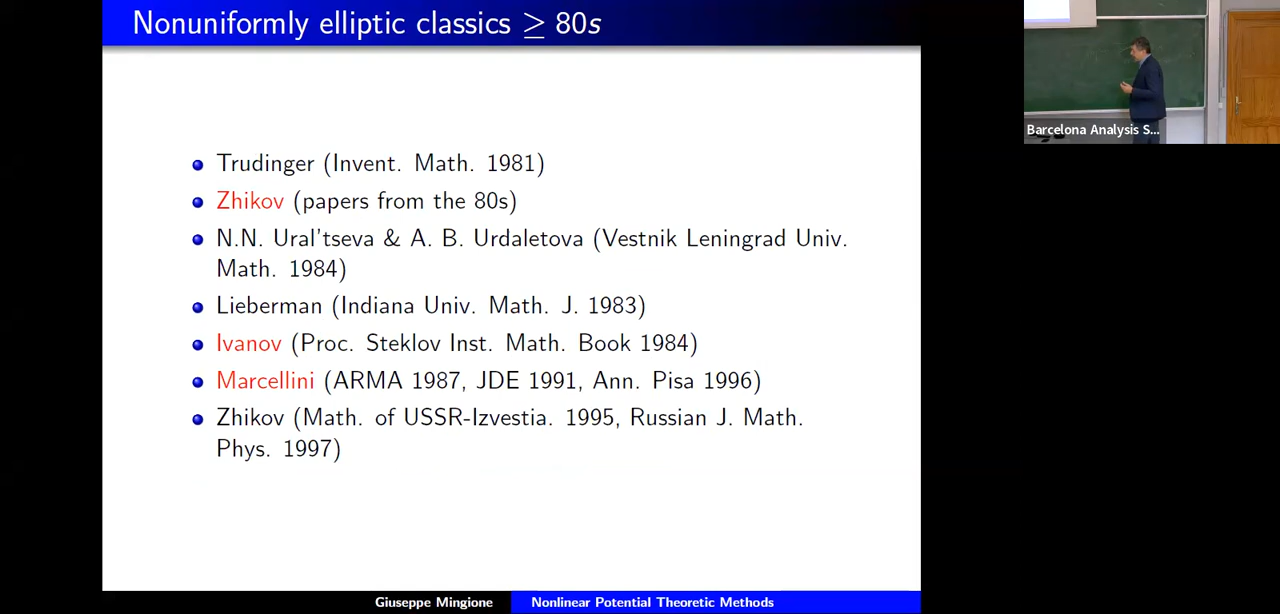 Nonuniformly elliptic classics ≥ 80s
Trudinger (Invent. Math. 1981)
Zhikov (papers from the 80s)
N.N. Ural'tseva & A. B. Urdaletova (Vestnik Leningrad Univ.
Math. 1984)
Lieberman (Indiana Univ. Math. J. 1983)
Ivanov (Proc. Steklov Inst. Math. Book 1984)
Marcellini (ARMA 1987, JDE 1991, Ann. Pisa 1996)
Zhikov (Math. of USSR-Izvestia. 1995, Russian J. Math.
Phys. 1997)
Giuseppe Mingione
Nonlinear Potential Theoretic Methods
Barcelona Analysis S...